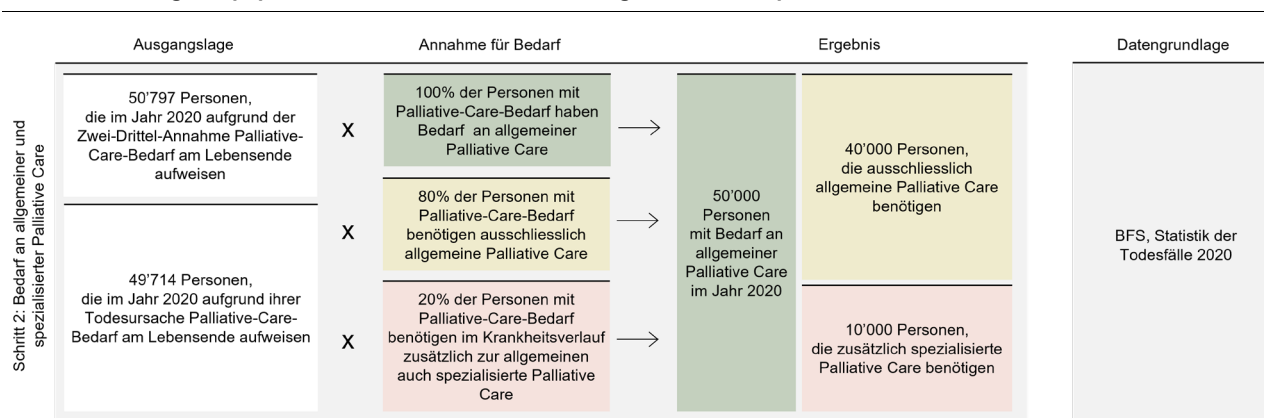 Ausgangslage
Annahme für Bedarf
Ergebnis
Datengrundlage
Schritt 2: Bedarf an allgemeiner und
spezialisierter Palliative Care
50'797 Personen,
die im Jahr 2020 aufgrund der
Zwei-Drittel-Annahme Palliative-
Care-Bedarf am Lebensende
aufweisen
49'714 Personen,
die im Jahr 2020 aufgrund ihrer
Todesursache Palliative-Care-
Bedarf am Lebensende aufweisen
X
X
X
100% der Personen mit
Palliative-Care-Bedarf haben
Bedarf an allgemeiner
Palliative Care
80% der Personen mit
Palliative-Care-Bedarf
benötigen ausschliesslich
allgemeine Palliative Care
20% der Personen mit
Palliative-Care-Bedarf
benötigen im Krankheitsverlauf
zusätzlich zur allgemeinen
auch spezialisierte Palliative
Care
50'000
Personen
mit Bedarf an
allgemeiner
Palliative Care
im Jahr 2020
40'000 Personen,
die ausschliesslich
allgemeine Palliative Care
benötigen
10'000 Personen,
die zusätzlich spezialisierte
Palliative Care benötigen
BFS, Statistik der
Todesfälle 2020